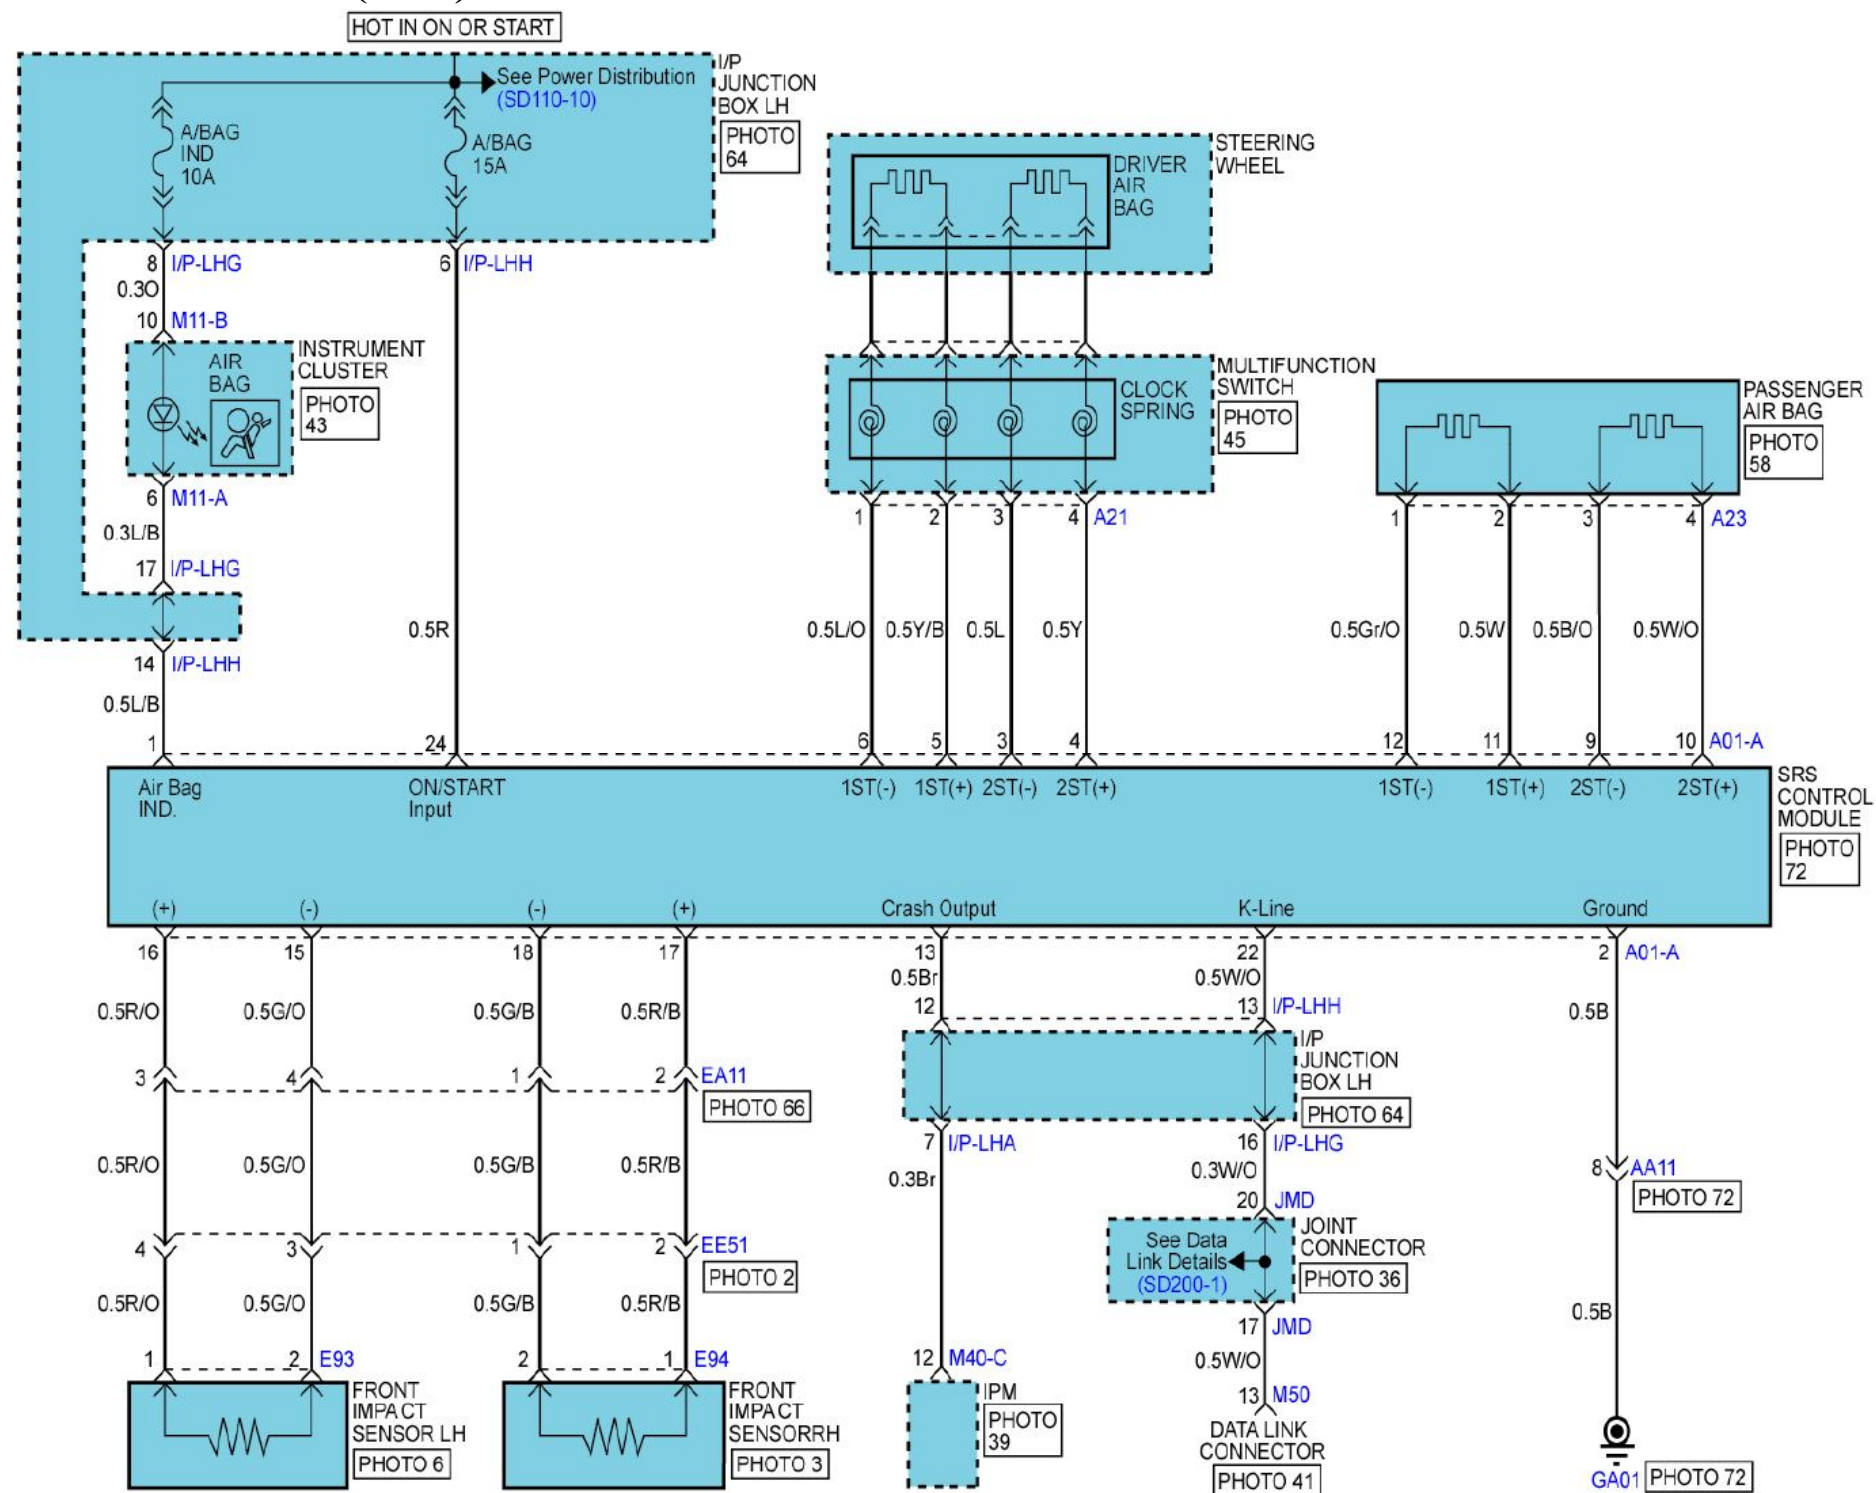 HOT IN ON OR START
See Power Distribution
(SD110-10)
I/P
JUNCTION
BOX LH
PHOTO
64
A/BAG
IND
10A
A/BAG
15A
8 I/P-LHG
6 I/P-LHH
0.3O
10 M11-B
AIR
BAG
INSTRUMENT
CLUSTER
PHOTO
43
6 M11-A
0.3L/B
17 I/P-LHG
14 I/P-LHH
0.5L/B
0.5R
STEERING
WHEEL
DRIVER
AIR
BAG
MULTIFUNCTION
SWITCH
PHOTO
45
CLOCK
SPRING
1 2 3 4 A21
0.5L/O 0.5Y/B 0.5L 0.5Y
PASSENGER
AIR BAG
PHOTO
58
1 2 3 4 A23
0.5Gr/O 0.5W 0.5B/O 0.5W/O
1 24 6 5 3 4 12 11 9 10 A01-A
Air Bag
IND.
ON/START
Input
1ST(-) 1ST(+) 2ST(-) 2ST(+)
1ST(-) 1ST(+) 2ST(-) 2ST(+)
SRS
CONTROL
MODULE
PHOTO
72
(+) (-) (-) (+) Crash Output K-Line Ground
16 15 18 17 13 22 2 A01-A
0.5R/O 0.5G/O 0.5G/B 0.5R/B
3 4 1 2 EA11
PHOTO 66
0.5R/O 0.5G/O 0.5G/B 0.5R/B
4 3 1 2 EE51
PHOTO 2
0.5R/O 0.5G/O 0.5G/B 0.5R/B
1 2 E93
2 1 E94
FRONT
IMPACT
SENSOR LH
PHOTO 6
FRONT
IMPACT
SENSORRH
PHOTO 3
0.5Br
12
0.5W/O
13 I/P-LHH
I/P
JUNCTION
BOX LH
PHOTO 64
7 I/P-LHA
0.3Br
16 I/P-LHG
0.3W/O
20 JMD
See Data
Link Details
(SD200-1)
JOINT
CONNECTOR
PHOTO 36
17 JMD
0.5W/O
12 M40-C
IPM
PHOTO
39
13 M50
DATA LINK
CONNECTOR
PHOTO 41
0.5B
8 AA11
PHOTO 72
0.5B
GA01 PHOTO 72